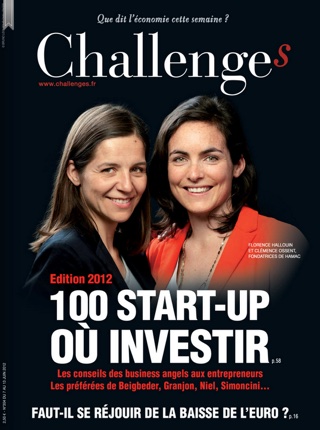 Que dit l'économie cette semaine ?
Challenges
www.challenges.fr
FLORENCE HALLOUIN
ET CLÉMENCE OSSENT,
FONDATRICES DE HAMAC
Edition 2012
100 START-UP
OÙ INVESTIR p.58
Les conseils des business angels aux entrepreneurs
Les préférées de Beigbeder, Granjon, Niel, Simoncini...
FAUT-IL SE RÉJOUIR DE LA BAISSE DE L'EURO ? p.16